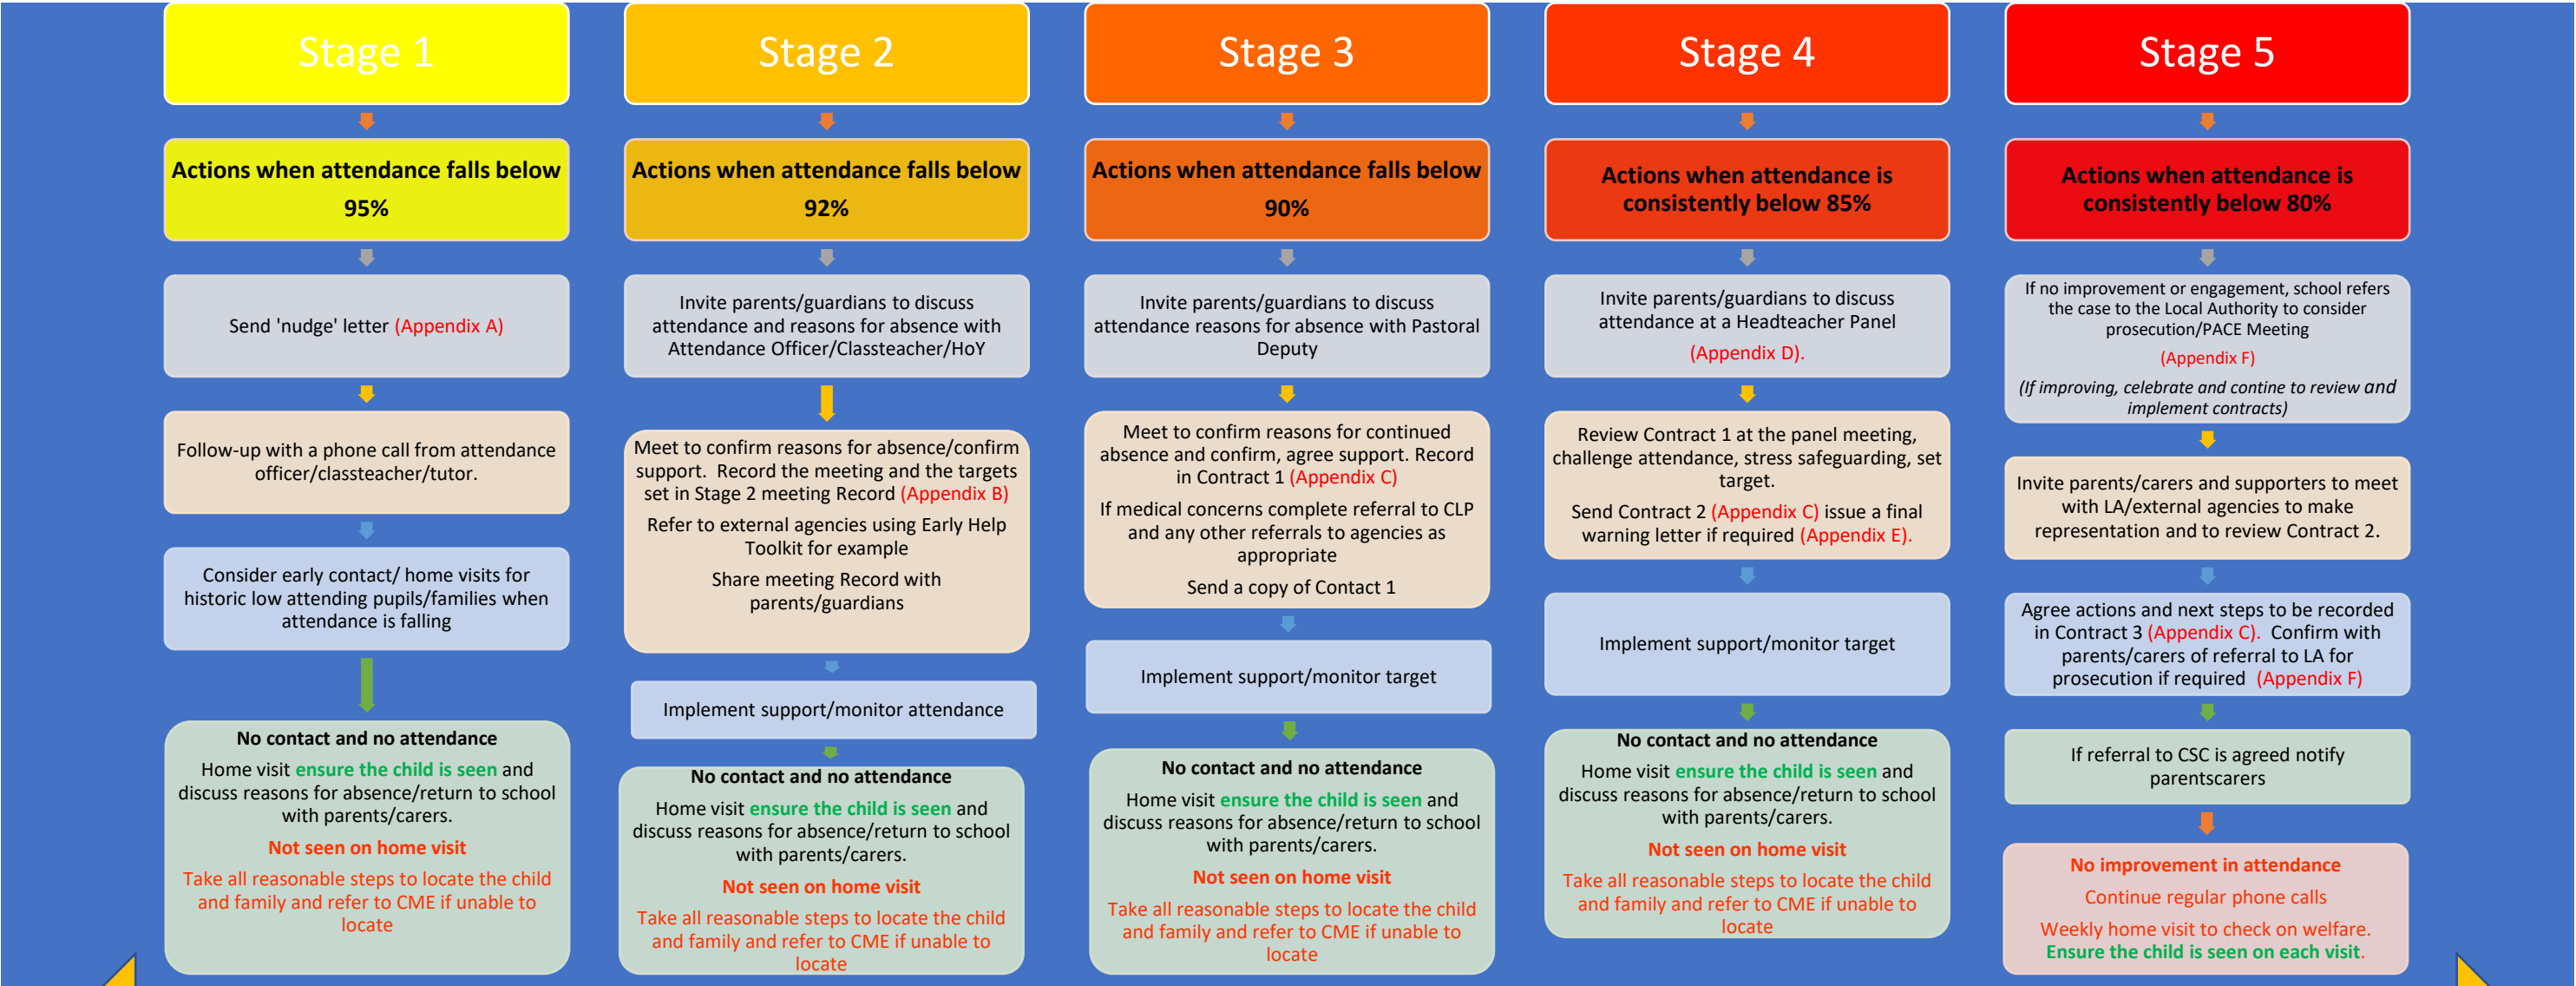 Stage 1
Actions when attendance falls below
95%
Send 'nudge' letter (Appendix A)
Follow-up with a phone call from attendance
officer/classteacher/tutor.
Consider early contact/ home visits for
historic low attending pupils/families when
attendance is falling
No contact and no attendance
Home visit ensure the child is seen and
discuss reasons for absence/return to school
with parents/carers.
Not seen on home visit
Take all reasonable steps to locate the child
and family and refer to CME if unable to
locate
Stage 2
Actions when attendance falls below
92%
Invite parents/guardians to discuss
attendance and reasons for absence with
Attendance Officer/Classteacher/HoY
Meet to confirm reasons for absence/confirm
support. Record the meeting and the targets
set in Stage 2 meeting Record (Appendix B)
Refer to external agencies using Early Help
Toolkit for example
Share meeting Record with
parents/guardians
Implement support/monitor attendance
No contact and no attendance
Home visit ensure the child is seen and
discuss reasons for absence/return to school
with parents/carers.
Not seen on home visit
Take all reasonable steps to locate the child
and family and refer to CME if unable to
locate
Stage 3
Actions when attendance falls below
90%
Invite parents/guardians to discuss
attendance reasons for absence with Pastoral
Deputy
Meet to confirm reasons for continued
absence and confirm, agree support. Record
in Contract 1 (Appendix C)
If medical concerns complete referral to CLP
and any other referrals to agencies as
appropriate
Send a copy of Contact 1
Implement support/monitor target
No contact and no attendance
Home visit ensure the child is seen and
discuss reasons for absence/return to school
with parents/carers.
Not seen on home visit
Take all reasonable steps to locate the child
and family and refer to CME if unable to
locate
Stage 4
Actions when attendance is
consistently below 85%
Invite parents/guardians to discuss
attendance at a Headteacher Panel
(Appendix D).
Review Contract 1 at the panel meeting,
challenge attendance, stress safeguarding, set
target.
Send Contract 2 (Appendix C) issue a final
warning letter if required (Appendix E).
Implement support/monitor target
No contact and no attendance
Home visit ensure the child is seen and
discuss reasons for absence/return to school
with parents/carers.
Not seen on home visit
Take all reasonable steps to locate the child
and family and refer to CME if unable to
locate
Stage 5
Actions when attendance is
consistently below 80%
If no improvement or engagement, school refers
the case to the Local Authority to consider
prosecution/PACE Meeting
(Appendix F)
(If improving, celebrate and contine to review and
implement contracts)
Invite parents/carers and supporters to meet
with LA/external agencies to make
representation and to review Contract 2.
Agree actions and next steps to be recorded
in Contract 3 (Appendix C). Confirm with
parents/carers of referral to LA for
prosecution if required (Appendix F)
If referral to CSC is agreed notify
parentscarers
No improvement in attendance
Continue regular phone calls
Weekly home visit to check on welfare.
Ensure the child is seen on each visit.